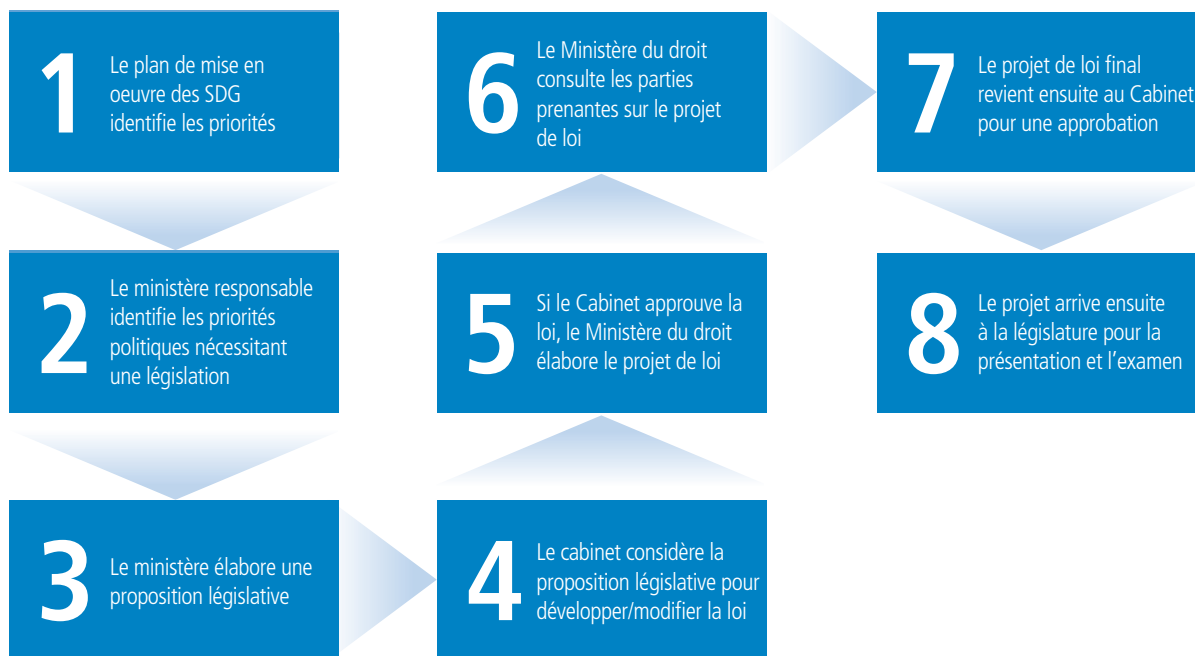 1
Le plan de mise en
oeuvre des SDG
identifie les priorités
2
Le ministère responsable
identifie les priorités
politiques nécessitant
une législation
3
Le ministère élabore une
proposition législative
4
Le cabinet considère la
proposition législative pour
développer/modifier la loi
5
Si le Cabinet approuve la
loi, le Ministère du droit
élabore le projet de loi
6
Le Ministère du droit
consulte les parties
prenantes sur le projet
de loi
7
Le projet de loi final
revient ensuite au Cabinet
pour une approbation
8
Le projet arrive ensuite
à la législature pour la
présentation et l'examen